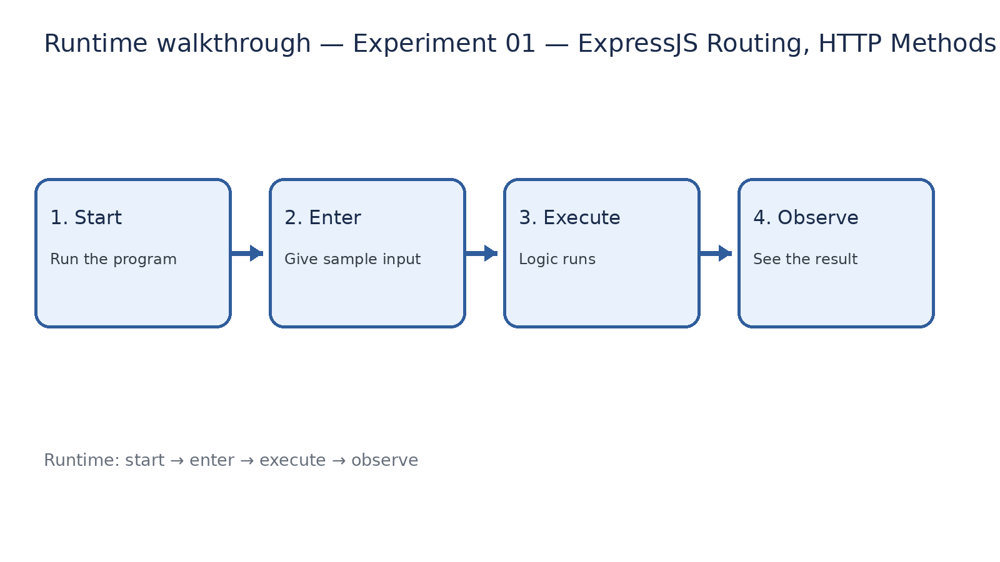 Runtime walkthrough — Experiment 01 — ExpressJS Routing, HTTP Methods
1. Start
Run the program
2. Enter
Give sample input
3. Execute
Logic runs
4. Observe
See the result
Runtime: start → enter → execute → observe